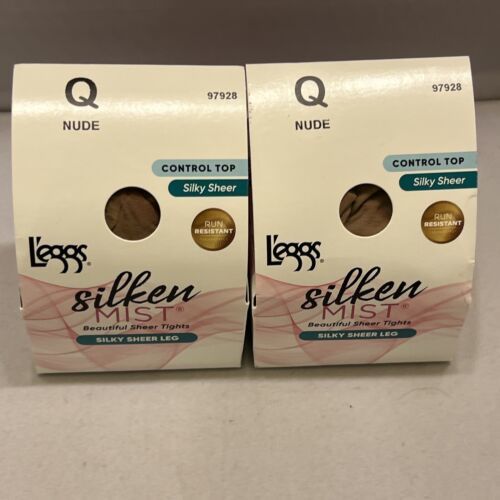 Q
97928
NUDE
CONTROL TOP
Silky Sheer
RUN
RESISTANT
L'eggs®
silken
MIST®
Beautiful Sheer Tights
SILKY SHEER LEG
Q
97928
NUDE
CONTROL TOP
Silky Sheer
RUN
RESISTANT
L'eggs®
silken
MIST®
Beautiful Sheer Tights
SILKY SHEER LEG